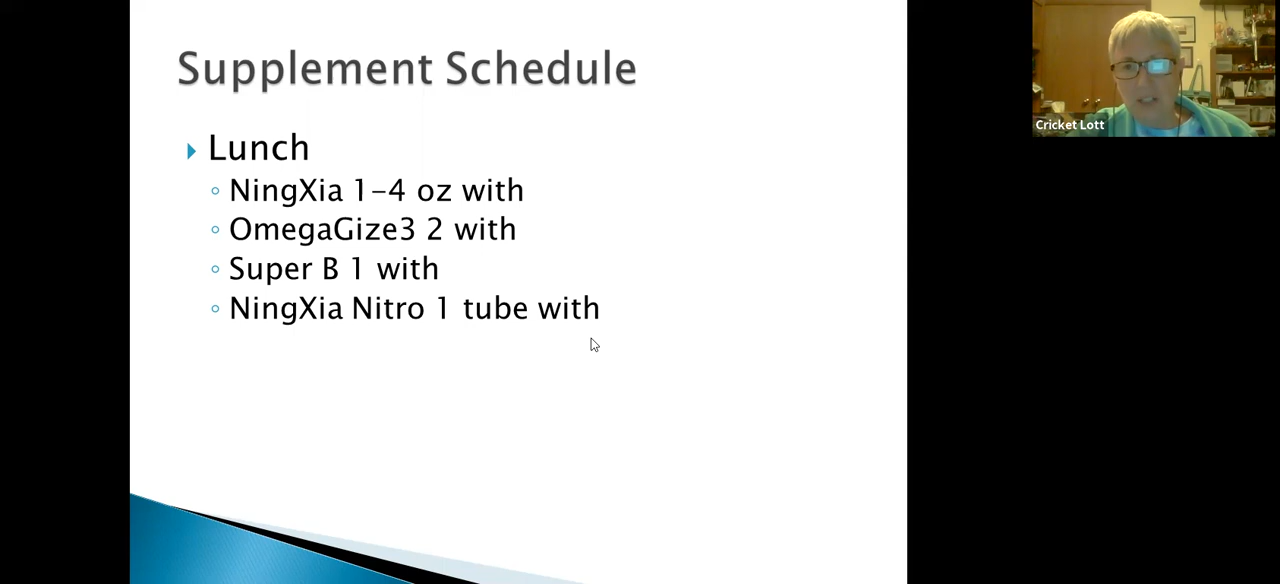 Supplement Schedule
Lunch
NingXia 1-4 oz with
OmegaGize3 2 with
Super B 1 with
NingXia Nitro 1 tube with
Cricket Lott